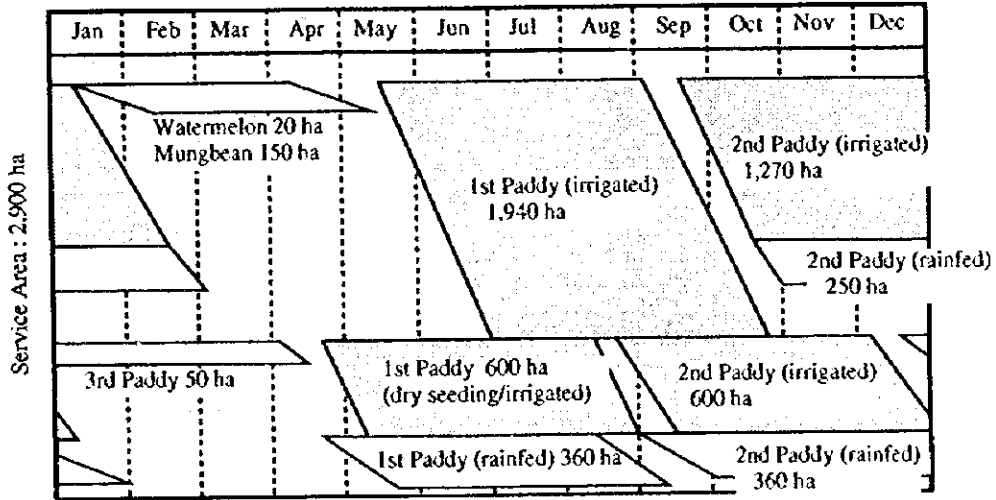 Jan Feb Mar Apr May Jun Jul Aug Sep Oct Nov Dec
Service Area : 2,900 ha
Watermelon 20 ha
Mungbean 150 ha
1st Paddy (irrigated)
1,940 ha
2nd Paddy (irrigated)
1,270 ha
2nd Paddy (rainfed)
250 ha
3rd Paddy 50 ha
1st Paddy 600 ha
(dry seeding/irrigated)
2nd Paddy (irrigated)
600 ha
1st Paddy (rainfed) 360 ha
2nd Paddy (rainfed)
360 ha